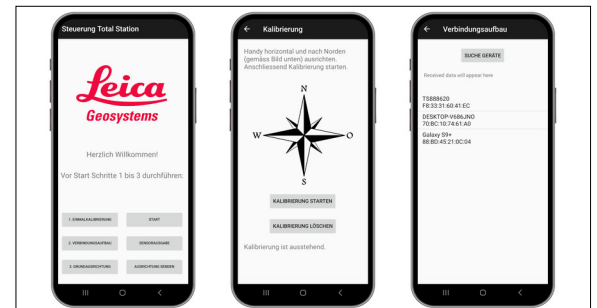 Steuerung Total Station
Leica
Geosystems
Herzlich Willkommen!
Vor Start Schritte 1 bis 3 durchführen:
1. EINMALKALIBRIERUNG
START
2. VERBINDUNGSAUFBAU
SENSORAUSGABE
3. GRUNDAUSRICHTUNG
AUSRICHTUNG SENDEN
Kalibrierung
Handy horizontal und nach Norden
(gemäss Bild unten) ausrichten.
Anschliessend Kalibrierung starten.
N
W
O
S
KALIBRIERUNG STARTEN
KALIBRIERUNG LÖSCHEN
Kalibrierung ist ausstehend.
Verbindungsaufbau
SUCHE GERÄTE
Received data will appear here
TS888620
F8:33:31:60:41:EC
DESKTOP-V686JNO
70:BC:10:74:61:A0
Galaxy S9+
88:BD:45:21:0C:04